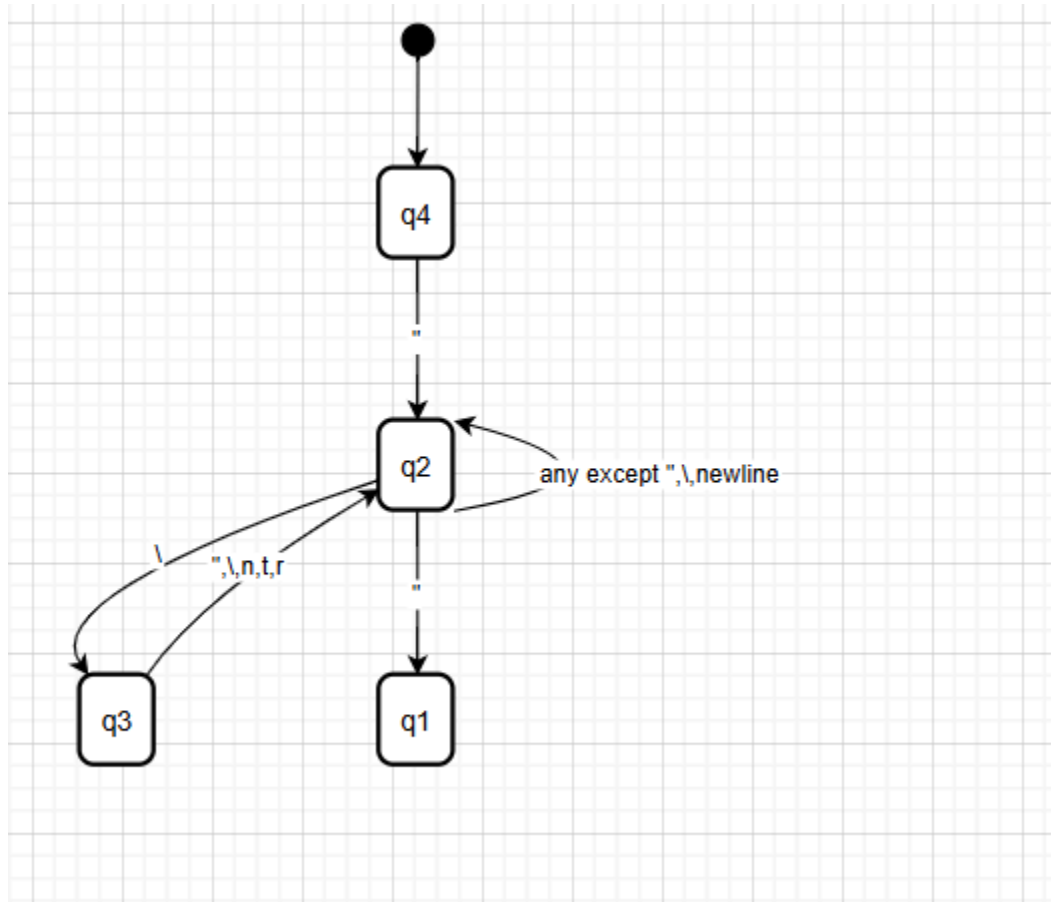 q4
"
q2
any except ",\,newline
\
",\,n,t,r
"
q3
q1